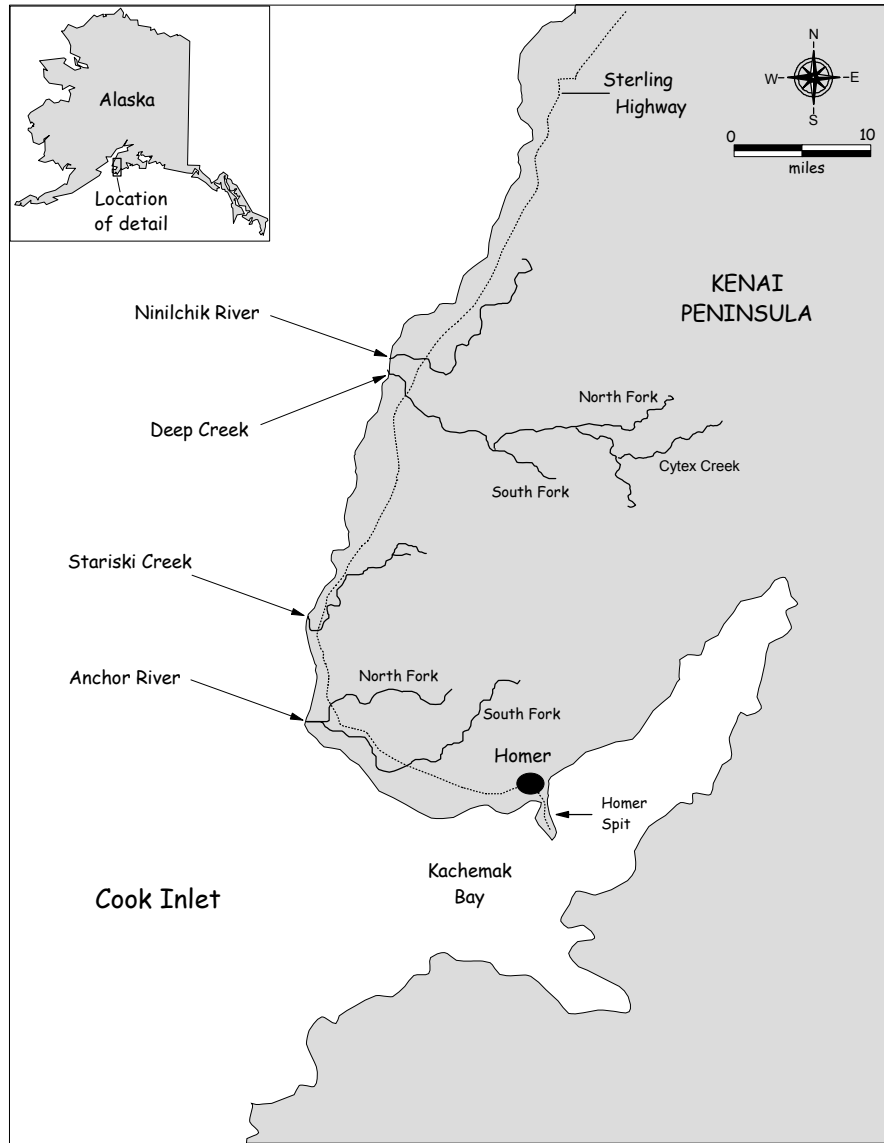 Alaska
Location
of detail
Sterling
Highway
N
W
E
S
0
10
miles
KENAI
PENINSULA
Ninilchik River
Deep Creek
North Fork
Cytex Creek
South Fork
Stariski Creek
Anchor River
North Fork
South Fork
Homer
Homer
Spit
Kachemak
Bay
Cook Inlet